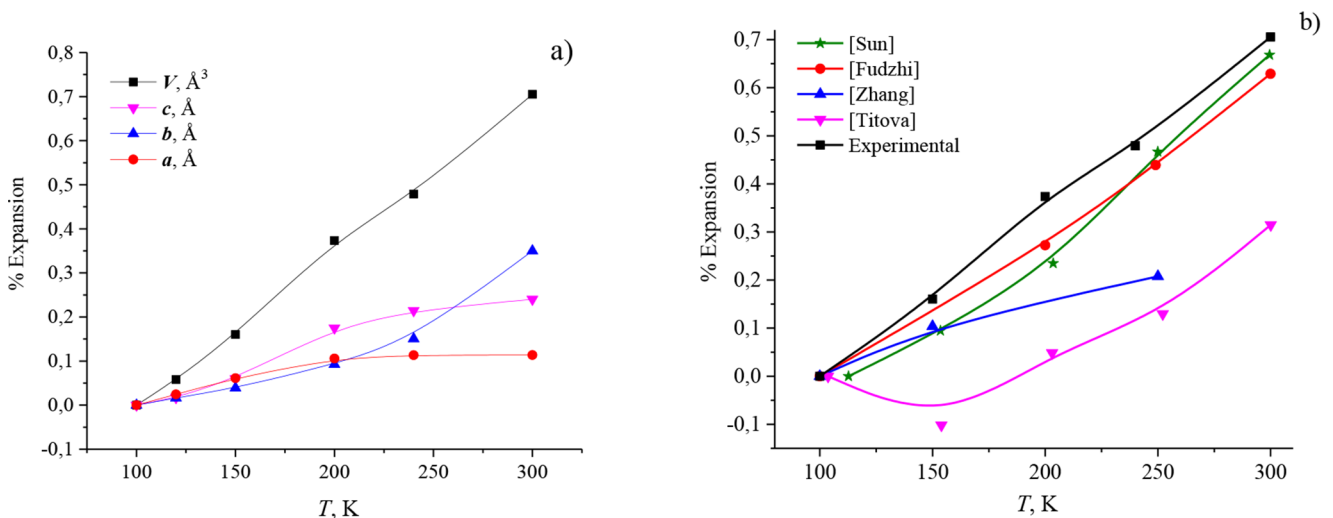 a)
0,8
0,7
0,6
0,5
0,4
0,3
0,2
0,1
0,0
-0,1
% Expansion
V, Å³
c, Å
b, Å
a, Å
100
150
200
250
300
T, K
b)
0,7
0,6
0,5
0,4
0,3
0,2
0,1
0,0
-0,1
% Expansion
[Sun]
[Fudzhi]
[Zhang]
[Titova]
Experimental
100
150
200
250
300
T, K